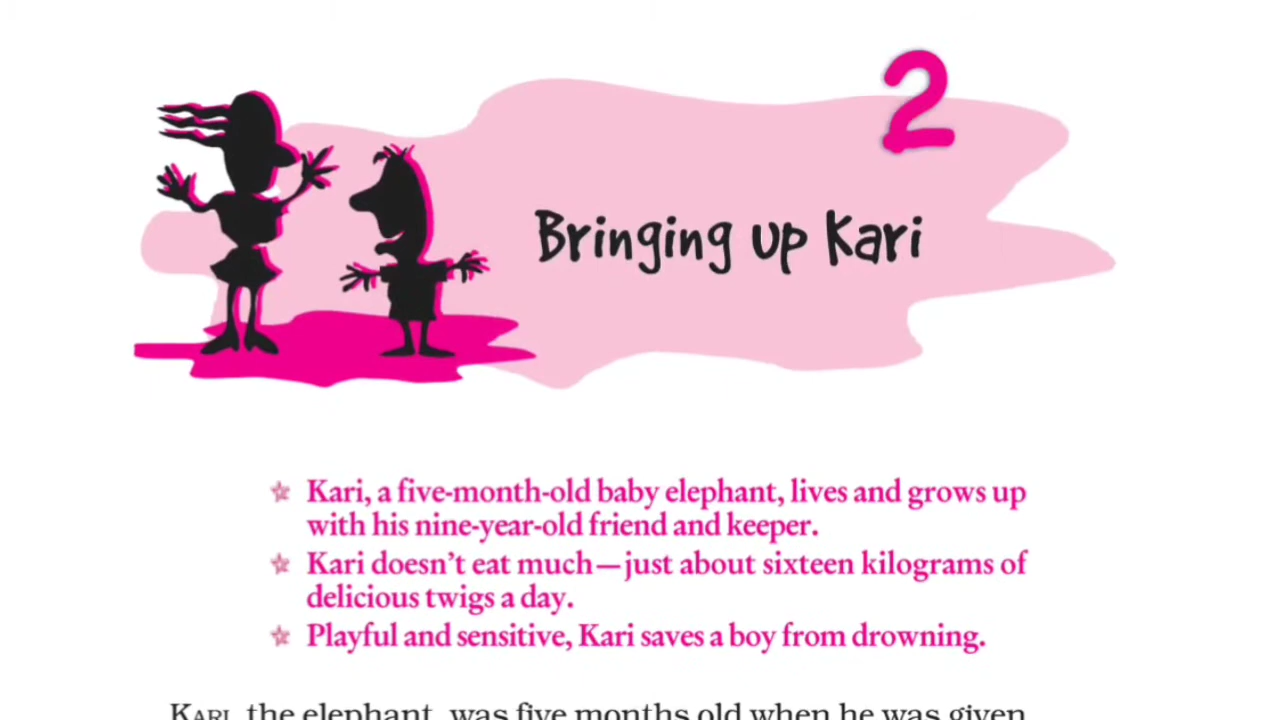 2
Bringing up Kari
Kari, a five-month-old baby elephant, lives and grows up
with his nine-year-old friend and keeper.
Kari doesn't eat much—just about sixteen kilograms of
delicious twigs a day.
Playful and sensitive, Kari saves a boy from drowning.
KARI, the elephant, was five months old when he was given